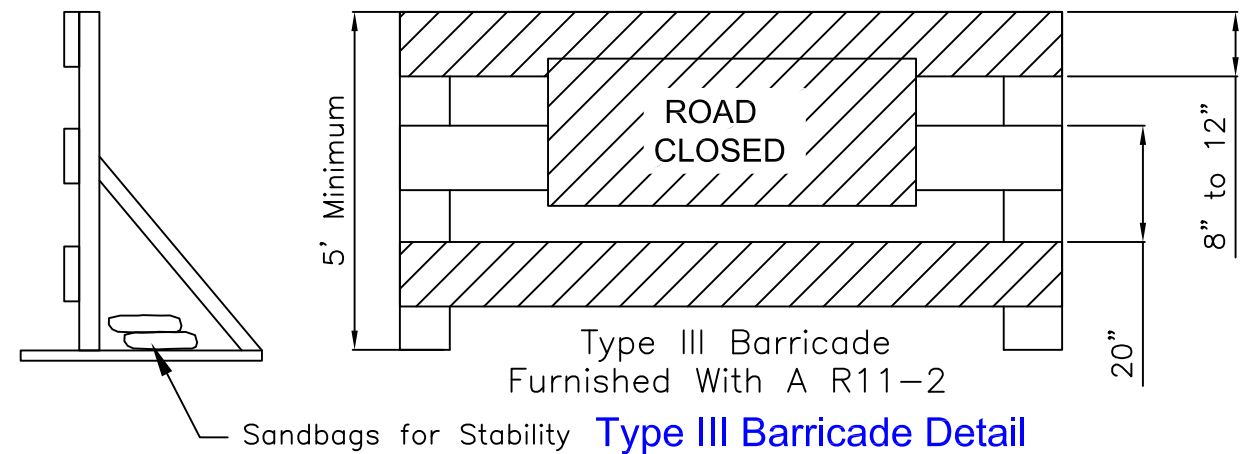 ROAD
CLOSED
5' Minimum
8" to 12"
20"
Type III Barricade
Furnished With A R11-2
Sandbags for Stability
Type III Barricade Detail